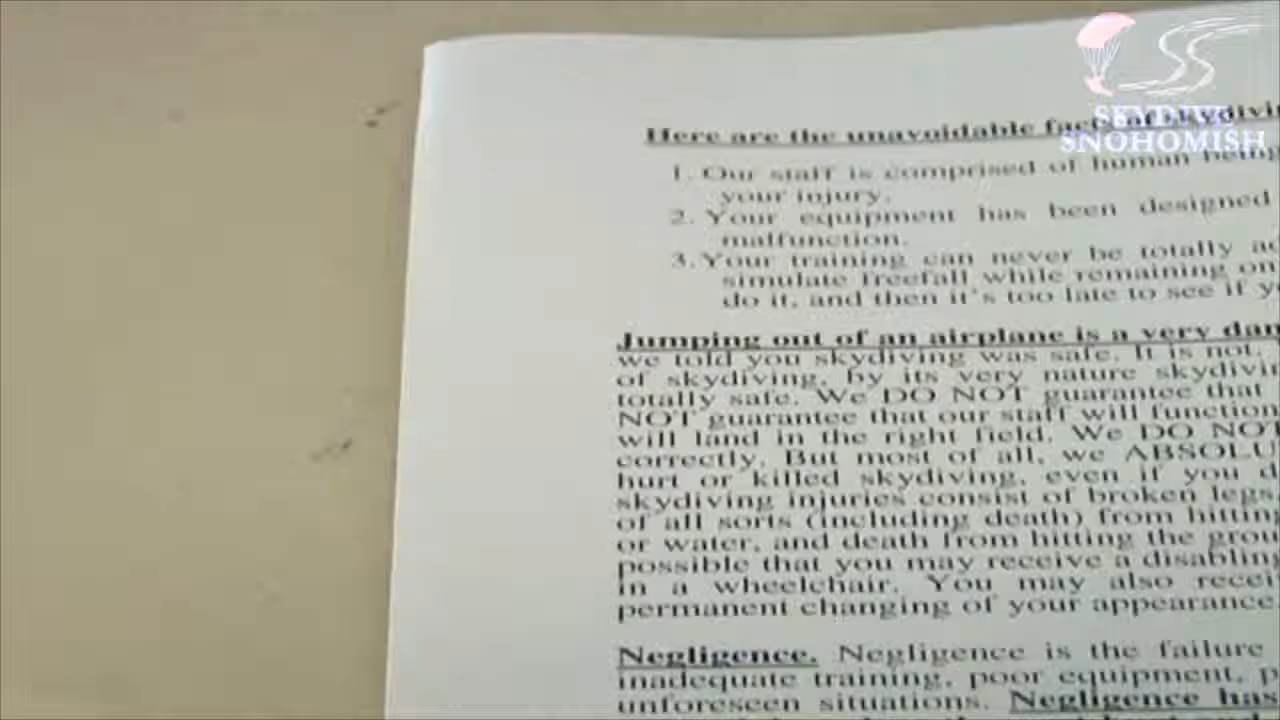 SKYDIVE
SNOHOMISH
Here are the unavoidable facts of skydivi
1. Our staff is comprised of human being
your injury.
2. Your equipment has been designed
malfunction.
3. Your training can never be totally a
simulate freefall while remaining on
do it, and then it's too late to see if y
Jumping out of an airplane is a very dan
we told you skydiving was safe. It is not.
of skydiving, by its very nature skydivi
totally safe. We DO NOT guarantee that
NOT guarantee that our staff will function
will land in the right field. We DO NOT
correctly. But most of all, we ABSOLU
hurt or killed skydiving, even if you d
skydiving injuries consist of broken legs,
of all sorts (including death) from hitting
or water, and death from hitting the grou
possible that you may receive a disabling
in a wheelchair. You may also recei
permanent changing of your appearance
Negligence. Negligence is the failure
inadequate training, poor equipment, p
unforeseen situations. Negligence has